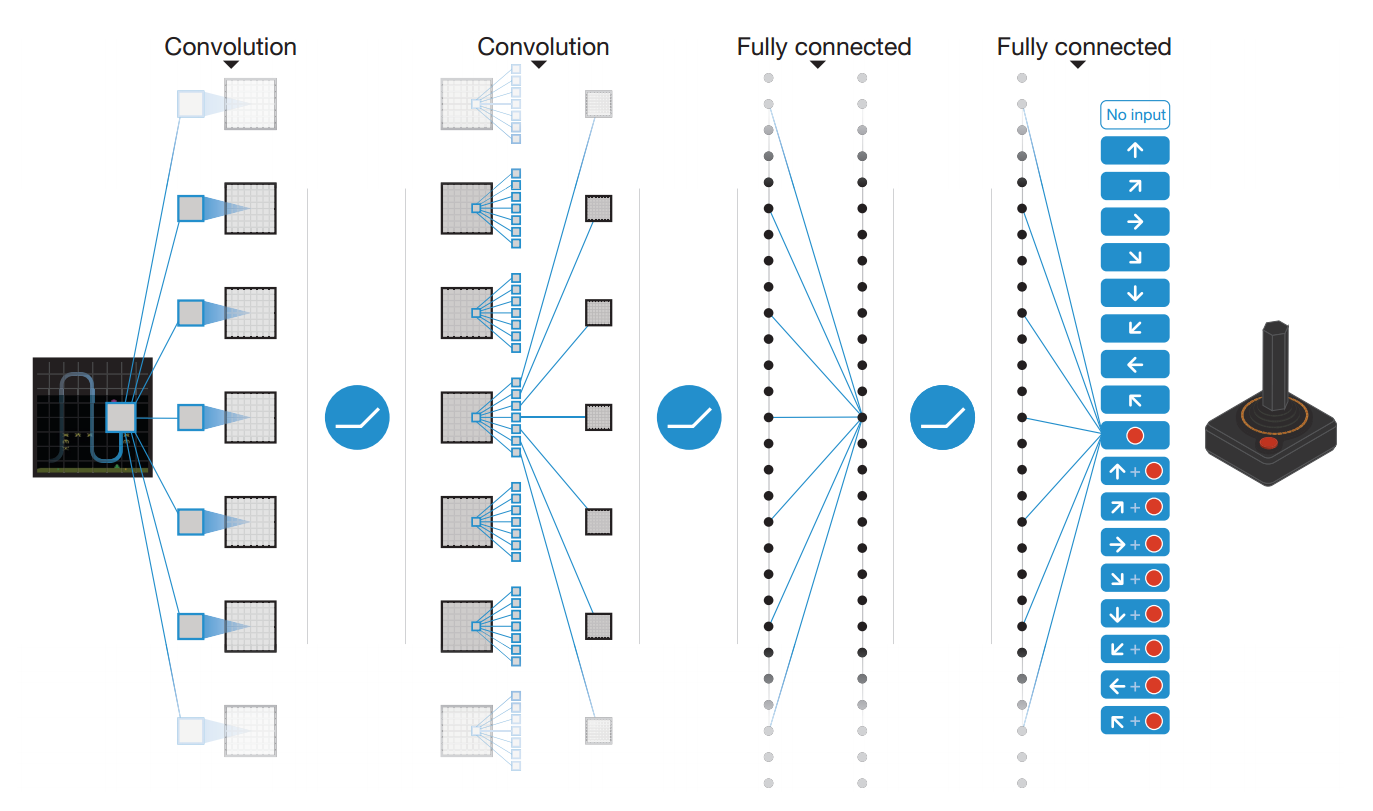 Convolution
Convolution
Fully connected
Fully connected
No input
+
+
+
+
+
+
+
+